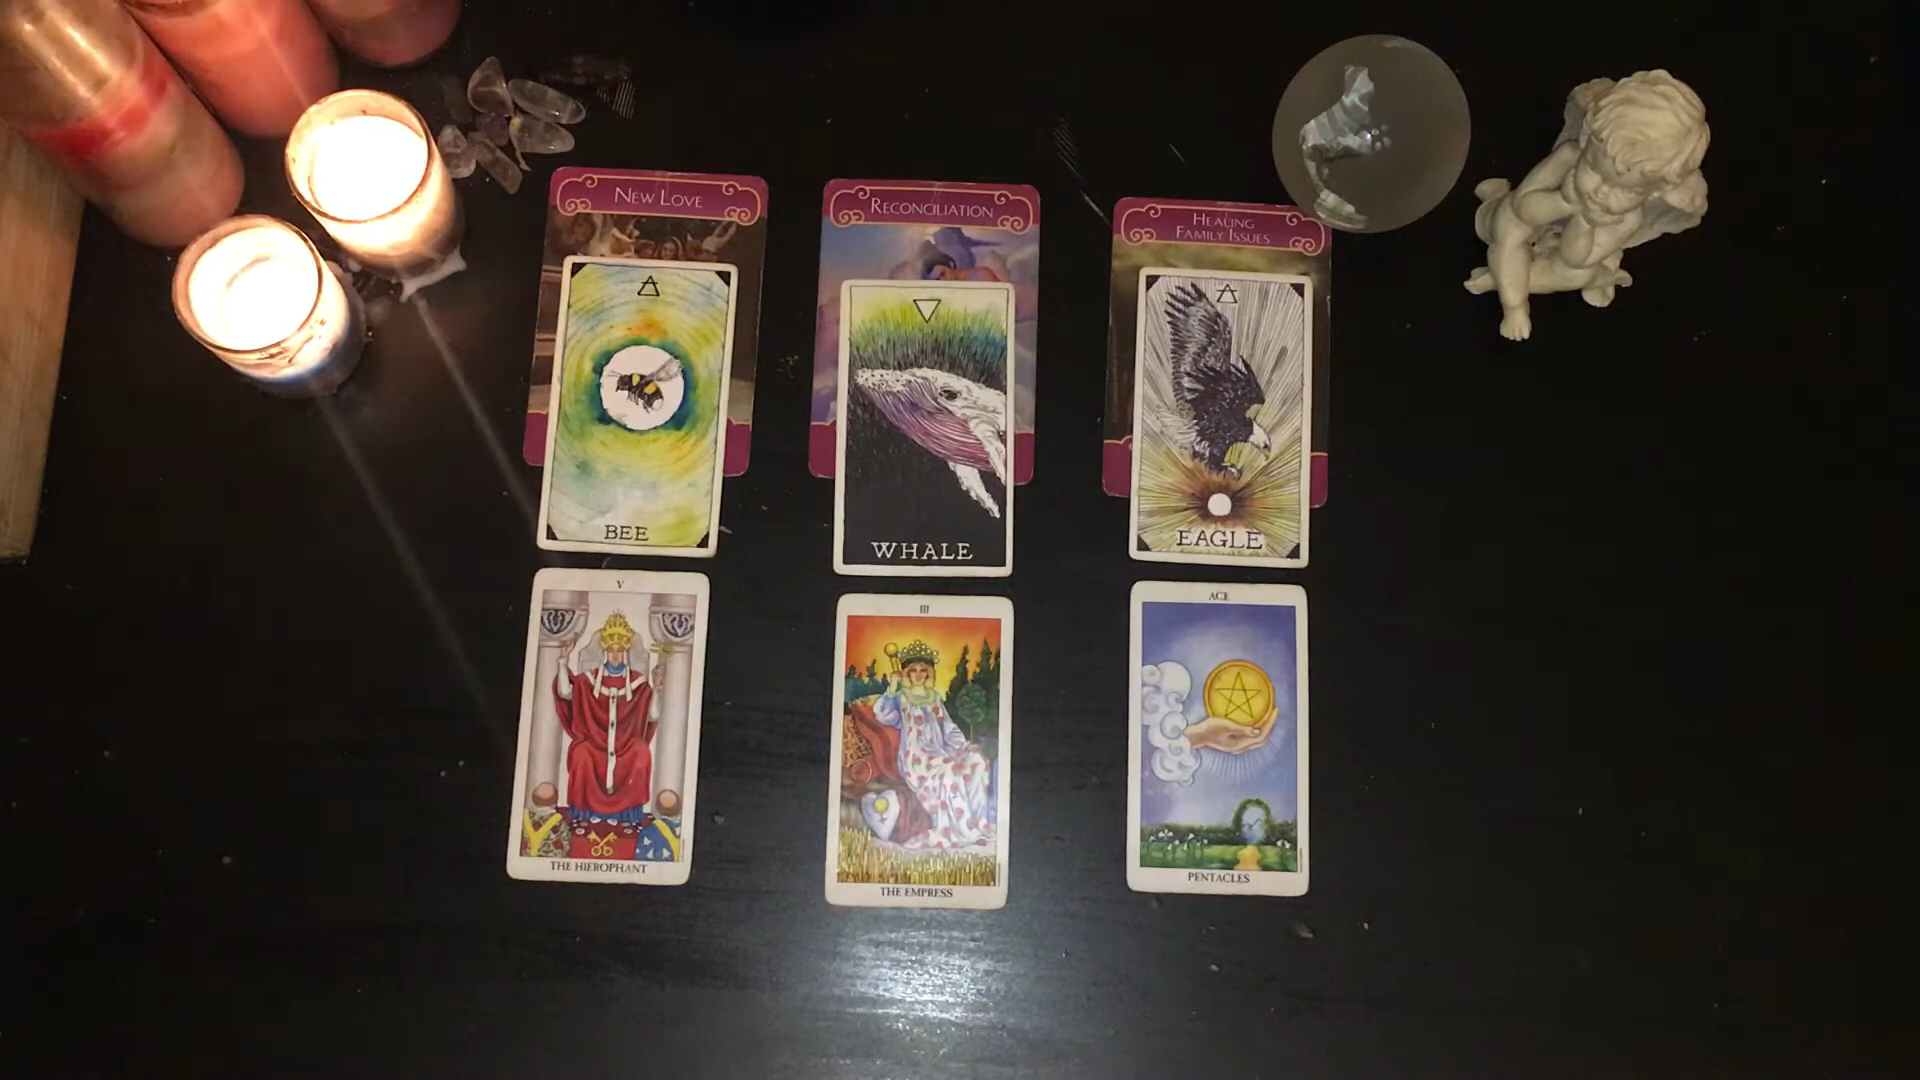 NEW LOVE
RECONCILIATION
HEALING
FAMILY ISSUES
BEE
WHALE
EAGLE
V
THE HIEROPHANT
III
THE EMPRESS
ACE
PENTACLES